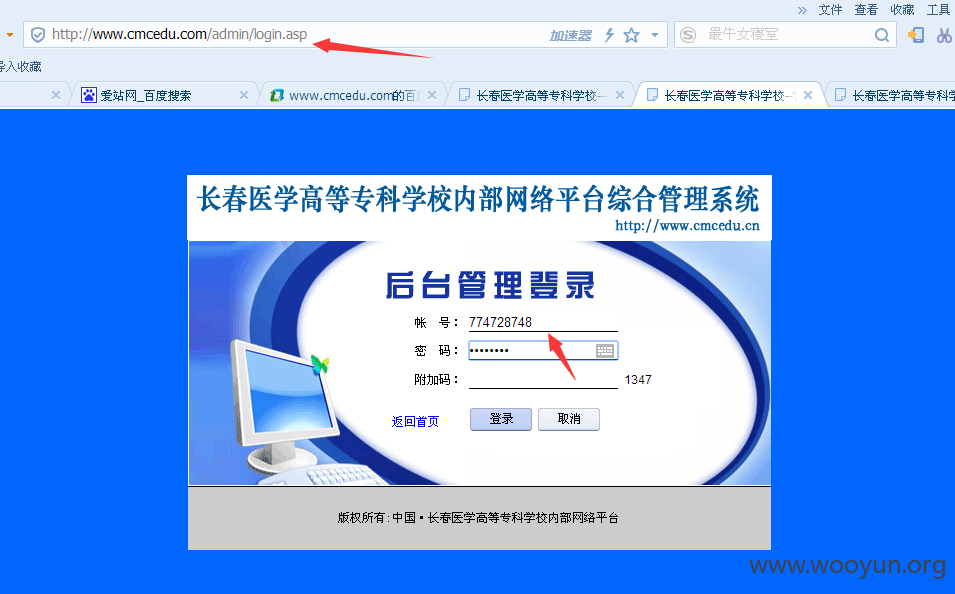 » 文件 查看 收藏 工具
http://www.cmcedu.com/admin/login.asp 加速器 最牛女寝室
导入收藏
爱站网_百度搜索 www.cmcedu.com的百 长春医学高等专科学校-- 长春医学高等专科学校-- 长春医学高等专科学
长春医学高等专科学校内部网络平台综合管理系统
http://www.cmcedu.cn
后台管理登录
帐 号： 774728748
密 码： ••••••••
附加码： 1347
返回首页 登录 取消
版权所有:中国·长春医学高等专科学校内部网络平台
www.wooyun.org